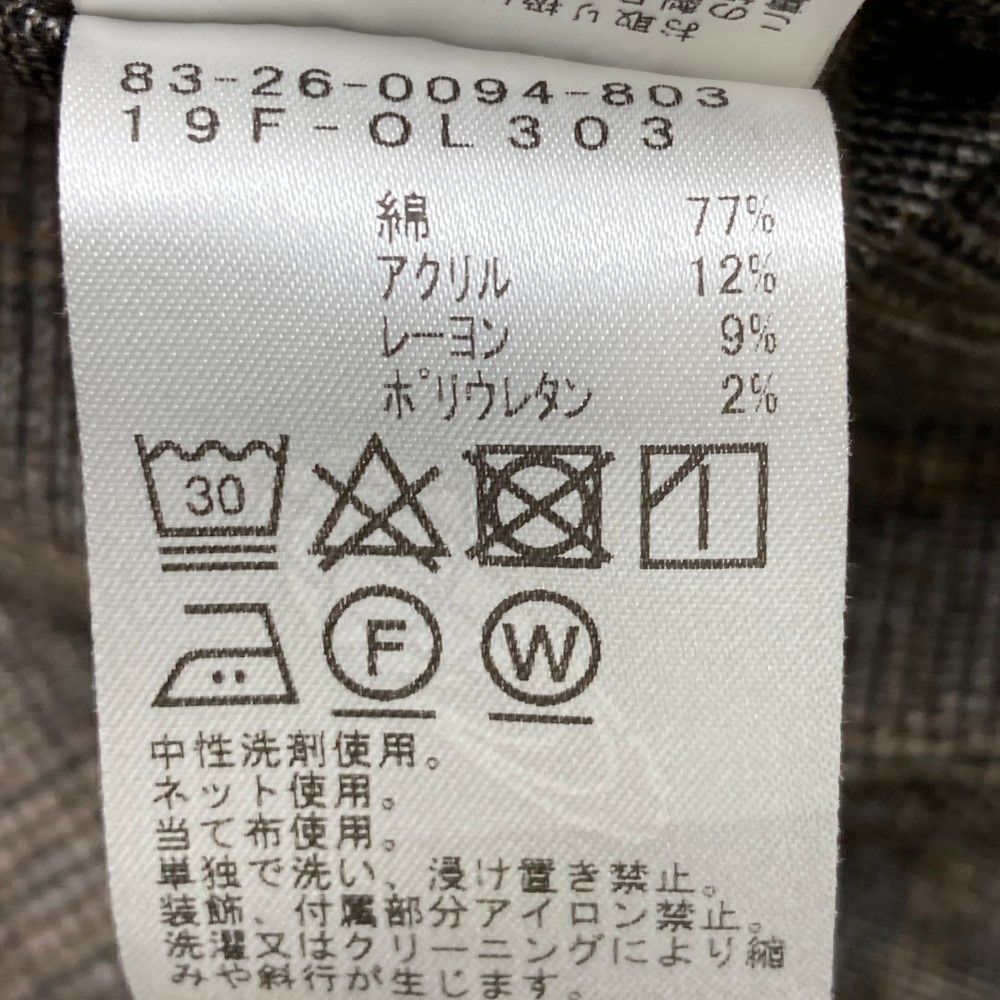 83-26-0094-803
19F-OL303
綿 77%
アクリル 12%
レーヨン 9%
ポリウレタン 2%
30
F W
中性洗剤使用。
ネット使用。
当て布使用。
単独で洗い、浸け置き禁止。
装飾、付属部分アイロン禁止。
洗濯又はクリーニングにより縮
みや斜行が生じます。